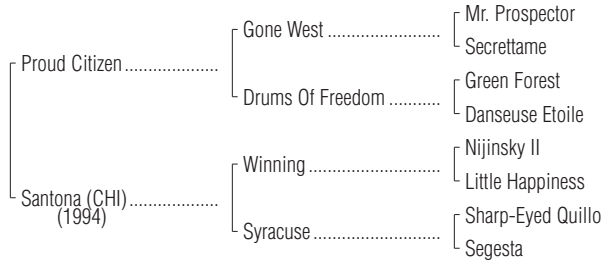 Mr. Prospector
Gone West ....................
Secrettame
Proud Citizen ...................
Green Forest
Drums Of Freedom ...........
Danseuse Etoile
Nijinsky II
Winning ...........................
Little Happiness
Santona (CHI) ..................
(1994)
Sharp-Eyed Quillo
Syracuse ..........................
Segesta